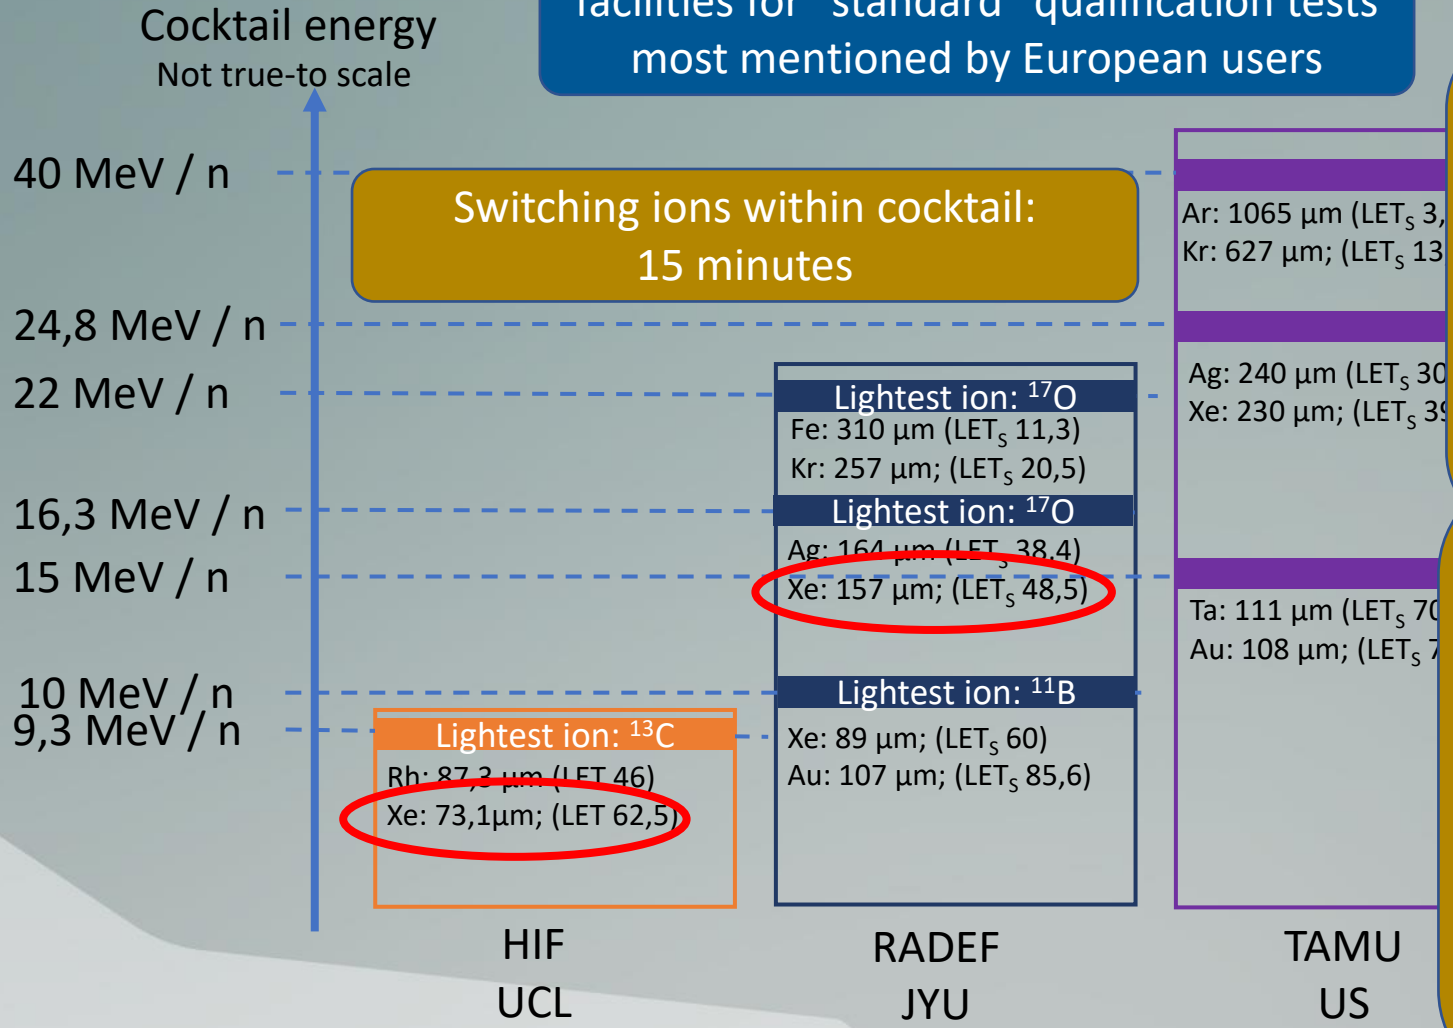 Cocktail energy
Not true-to scale
facilities for "standard" qualification tests
most mentioned by European users
40 MeV / n
24,8 MeV / n
22 MeV / n
16,3 MeV / n
15 MeV / n
10 MeV / n
9,3 MeV / n
Switching ions within cocktail:
15 minutes
Lightest ion: ¹³C
Rh: 87,3 µm (LET 46)
Xe: 73,1µm; (LET 62,5)
HIF
UCL
Lightest ion: ¹⁷O
Fe: 310 µm (LETₛ 11,3)
Kr: 257 µm; (LETₛ 20,5)
Lightest ion: ¹⁷O
Ag: 164 µm (LETₛ 38,4)
Xe: 157 µm; (LETₛ 48,5)
Lightest ion: ¹¹B
Xe: 89 µm; (LETₛ 60)
Au: 107 µm; (LETₛ 85,6)
RADEF
JYU
Ar: 1065 µm (LETₛ 3,
Kr: 627 µm; (LETₛ 13
Ag: 240 µm (LETₛ 30
Xe: 230 µm; (LETₛ 39
Ta: 111 µm (LETₛ 70
Au: 108 µm; (LETₛ 7
TAMU
US